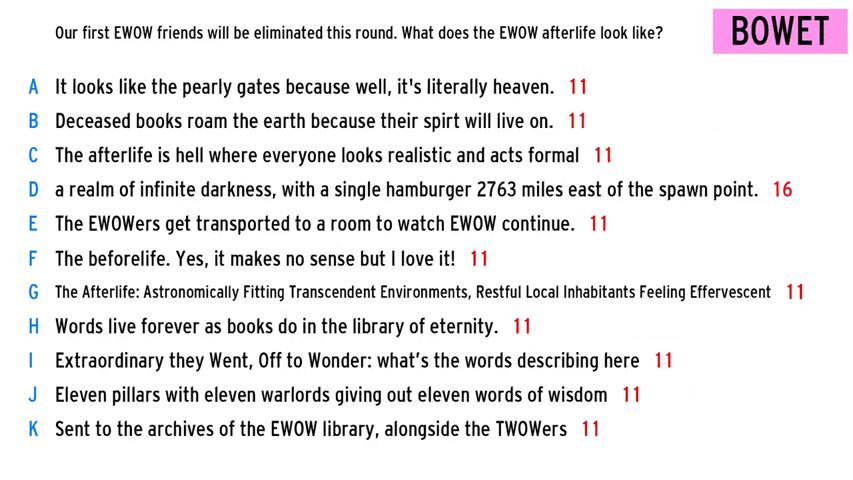 Our first EWOW friends will be eliminated this round. What does the EWOW afterlife look like?
BOWET
A It looks like the pearly gates because well, it's literally heaven. 11
B Deceased books roam the earth because their spirt will live on. 11
C The afterlife is hell where everyone looks realistic and acts formal 11
D a realm of infinite darkness, with a single hamburger 2763 miles east of the spawn point. 16
E The EWOWers get transported to a room to watch EWOW continue. 11
F The beforelife. Yes, it makes no sense but I love it! 11
G The Afterlife: Astronomically Fitting Transcendent Environments, Restful Local Inhabitants Feeling Effervescent 11
H Words live forever as books do in the library of eternity. 11
I Extraordinary they Went, Off to Wonder: what's the words describing here 11
J Eleven pillars with eleven warlords giving out eleven words of wisdom 11
K Sent to the archives of the EWOW library, alongside the TWOWers 11